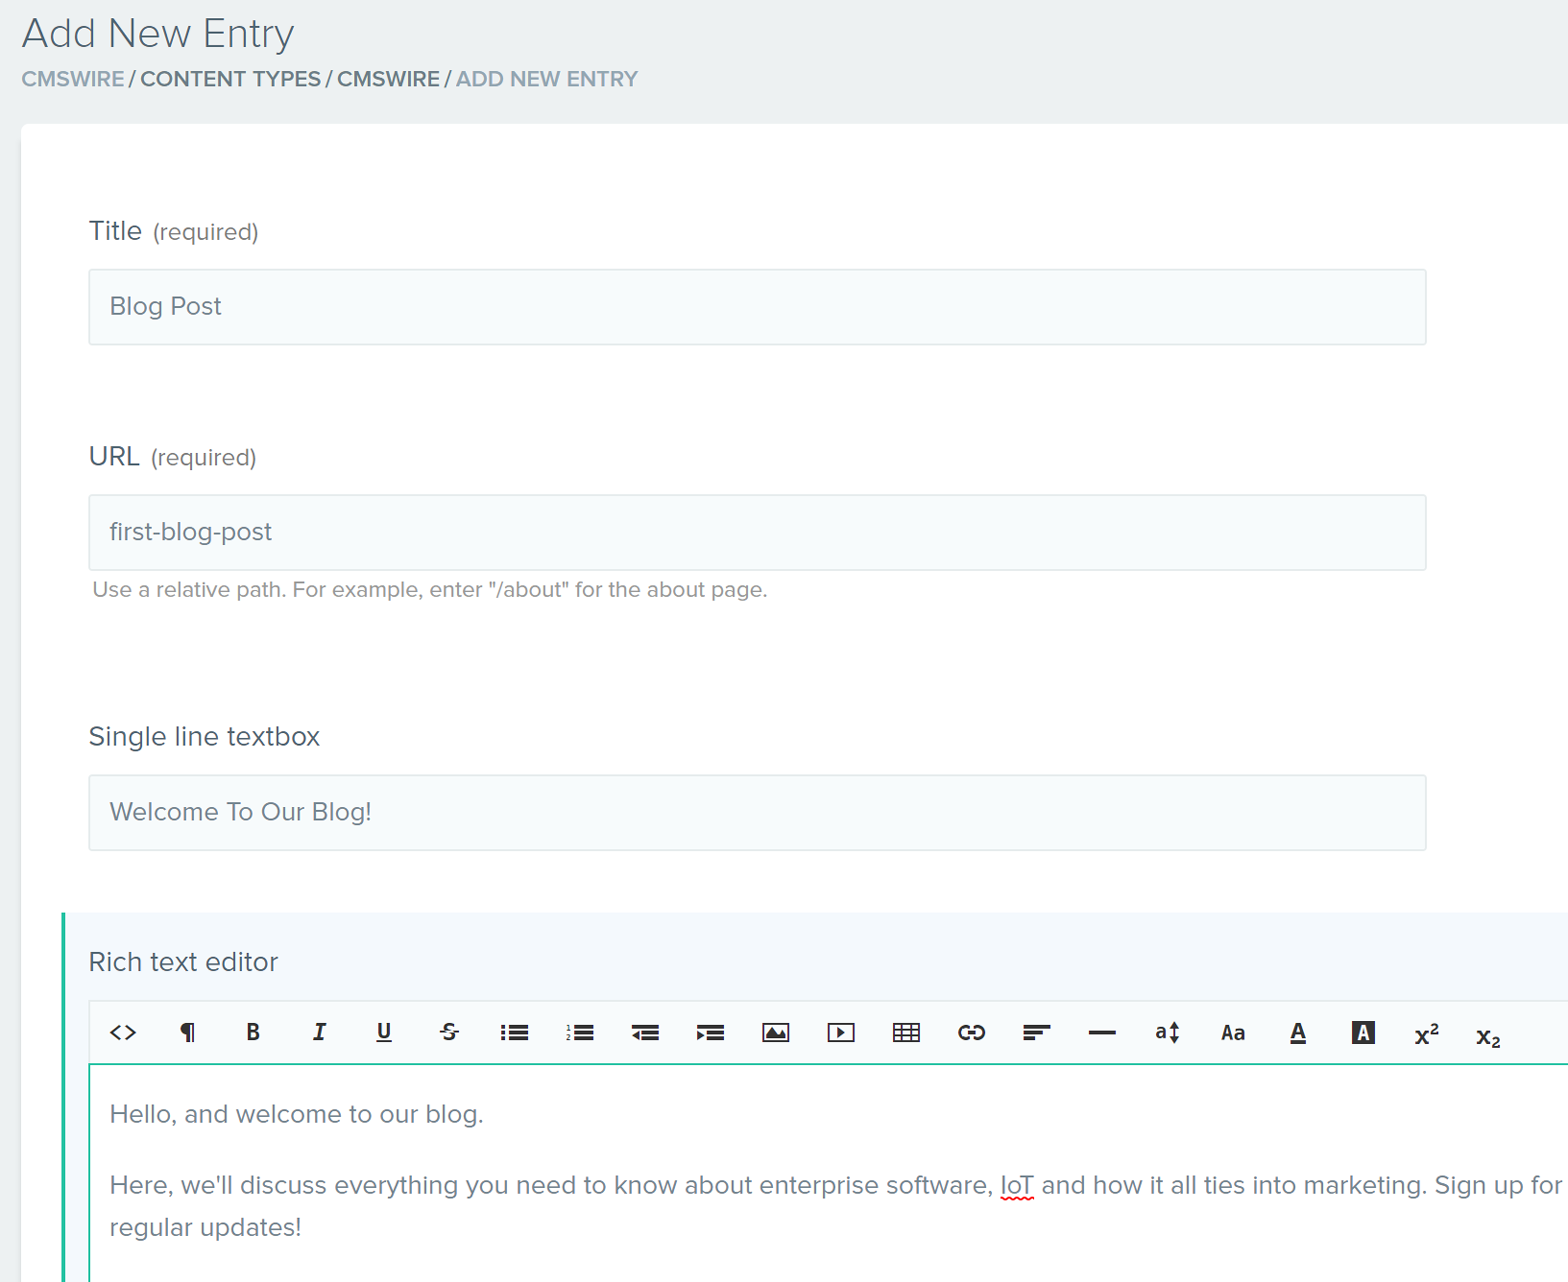 Add New Entry
CMSWIRE / CONTENT TYPES / CMSWIRE / ADD NEW ENTRY
Title (required)
Blog Post
URL (required)
first-blog-post
Use a relative path. For example, enter "/about" for the about page.
Single line textbox
Welcome To Our Blog!
Rich text editor
<> ¶ B I U S a Aa A A x² x₂
Hello, and welcome to our blog.
Here, we'll discuss everything you need to know about enterprise software, IoT and how it all ties into marketing. Sign up for
regular updates!